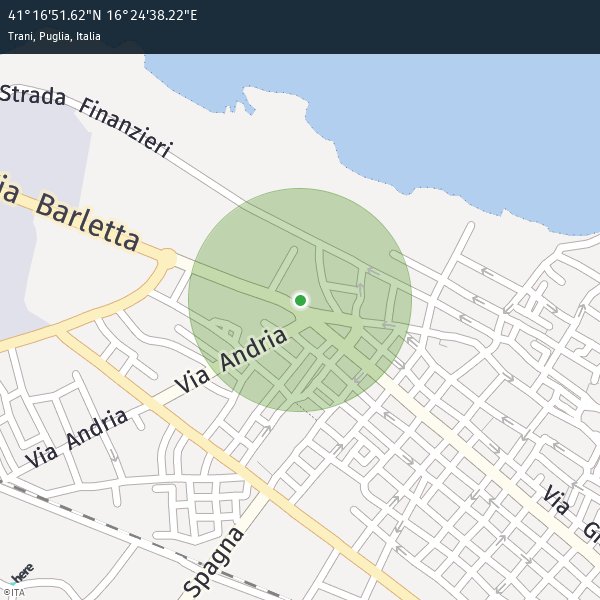 41°16'51.62"N 16°24'38.22"E
Trani, Puglia, Italia
Strada Finanzieri
ia Barletta
Via Andria
Via Andria
Via Gi
Spagna
here
©ITA